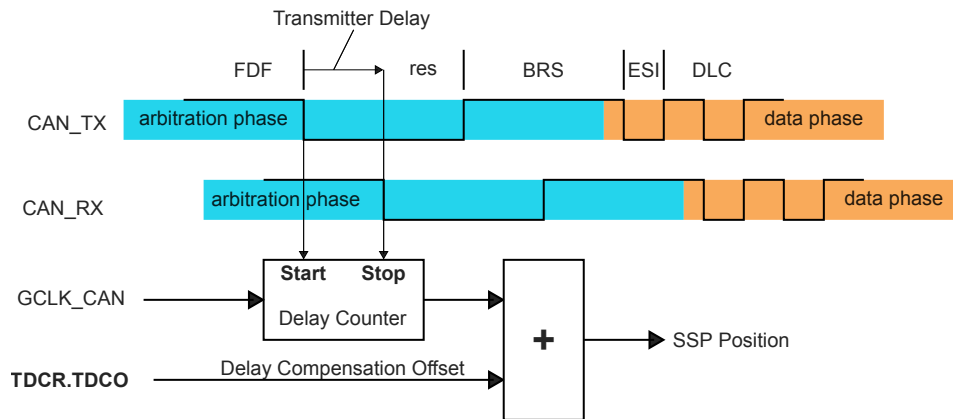 Transmitter Delay
FDF
res
BRS
ESI
DLC
CAN_TX
arbitration phase
data phase
CAN_RX
arbitration phase
data phase
Start
Stop
GCLK_CAN
Delay Counter
+
SSP Position
TDCR.TDCO
Delay Compensation Offset